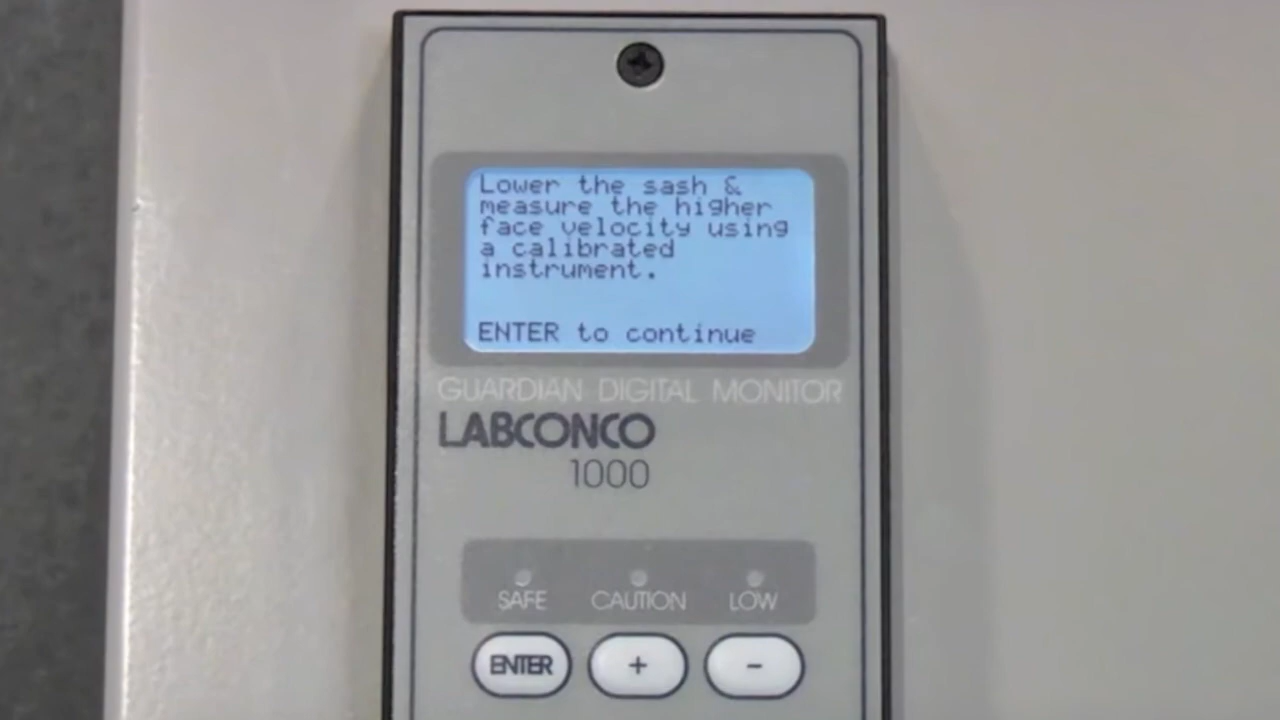 Lower the sash &
measure the higher
face velocity using
a calibrated
instrument.
ENTER to continue
GUARDIAN DIGITAL MONITOR
LABCONCO
1000
SAFE CAUTION LOW
ENTER + -